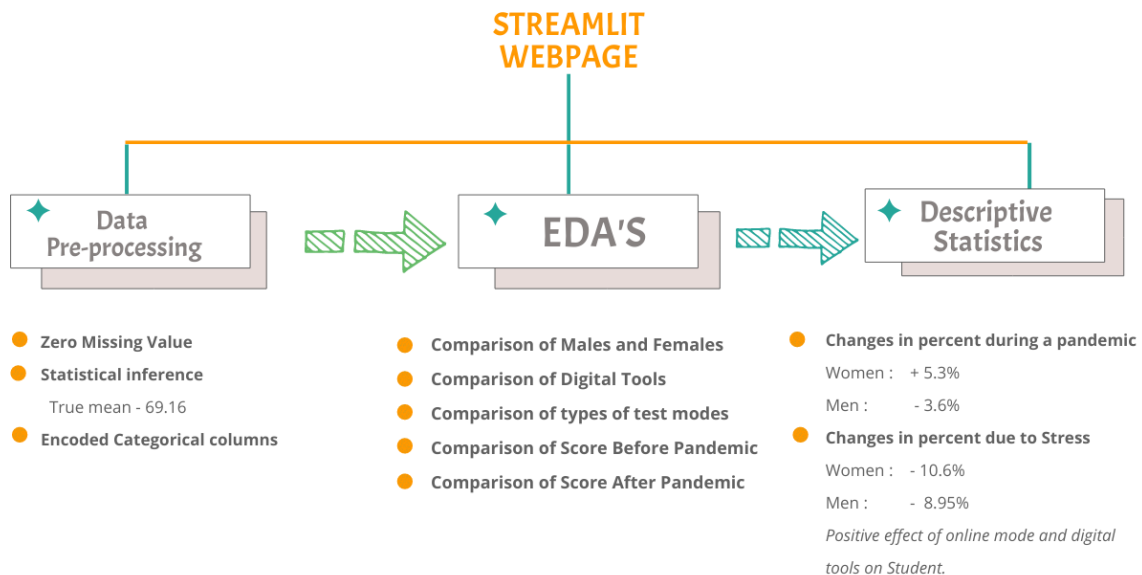 STREAMLIT
WEBPAGE
Data
Pre-processing
Zero Missing Value
Statistical inference
True mean - 69.16
Encoded Categorical columns
EDA'S
Comparison of Males and Females
Comparison of Digital Tools
Comparison of types of test modes
Comparison of Score Before Pandemic
Comparison of Score After Pandemic
Descriptive
Statistics
Changes in percent during a pandemic
Women : + 5.3%
Men : - 3.6%
Changes in percent due to Stress
Women : - 10.6%
Men : - 8.95%
Positive effect of online mode and digital
tools on Student.